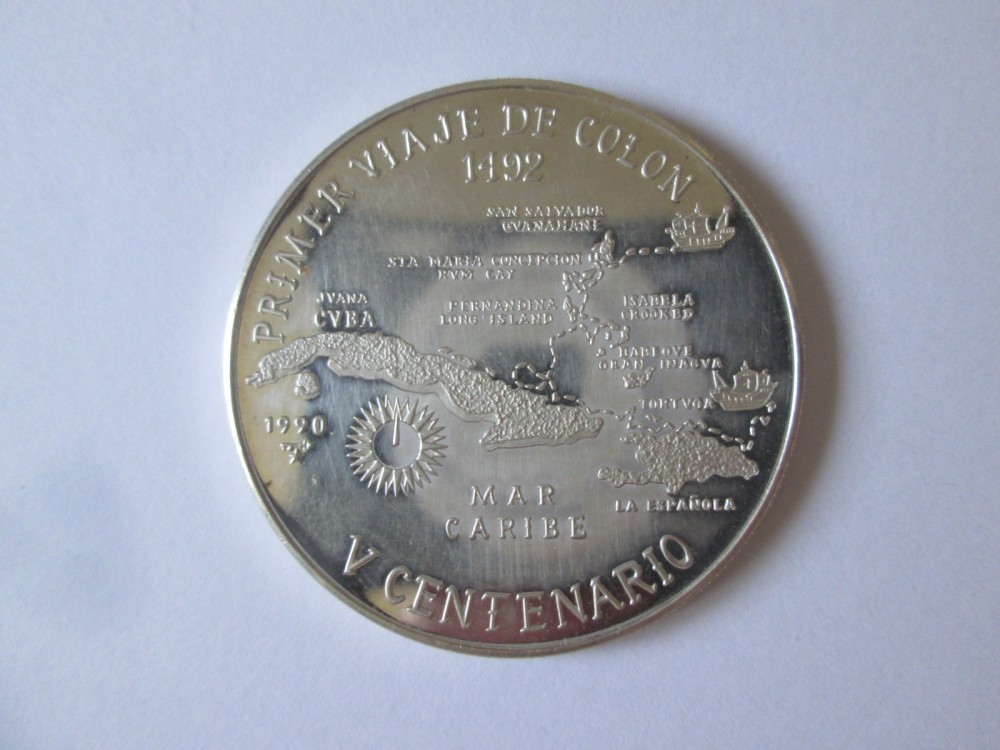 PRIMER VIAJE DE COLON
1492
SAN SALVADOR
GVANAHANI
STA MARIA CONCEPCION
RVM CAY
JVANA
CVBA
FERNANDINA
LONG ISLAND
ISABELA
CROOKED
BABEQVE
GRAN INAGVA
TORTVGA
1990
MAR
CARIBE
LA ESPAÑOLA
V CENTENARIO